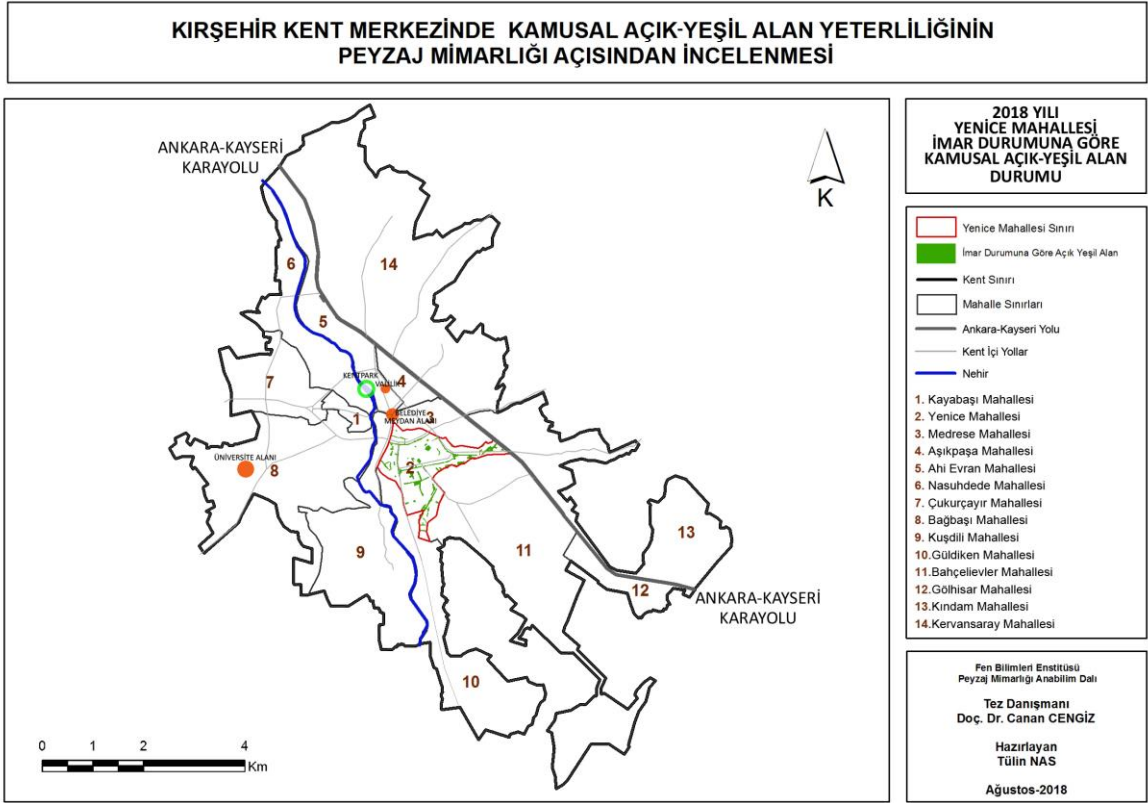 KIRŞEHİR KENT MERKEZİNDE KAMUSAL AÇIK-YEŞİL ALAN YETERLİLİĞİNİN
PEYZAJ MİMARLIĞI AÇISINDAN İNCELENMESİ
ANKARA-KAYSERİ
KARAYOLU
K
6
14
5
KENTPARK
VALİLİK
4
7
1
BELEDİYE
MEYDAN ALANI
3
ÜNİVERSİTE ALANI
8
2
9
11
13
12
ANKARA-KAYSERİ
KARAYOLU
10
0 1 2 4
Km
2018 YILI
YENİCE MAHALLESİ
İMAR DURUMUNA GÖRE
KAMUSAL AÇIK-YEŞİL ALAN
DURUMU
Yenice Mahallesi Sınırı
İmar Durumuna Göre Açık Yeşil Alan
Kent Sınırı
Mahalle Sınırları
Ankara-Kayseri Yolu
Kent İçi Yollar
Nehir
1. Kayabaşı Mahallesi
2. Yenice Mahallesi
3. Medrese Mahallesi
4. Aşıkpaşa Mahallesi
5. Ahi Evran Mahallesi
6. Nasuhdede Mahallesi
7. Çukurçayır Mahallesi
8. Bağbaşı Mahallesi
9. Kuşdili Mahallesi
10.Güldiken Mahallesi
11.Bahçelievler Mahallesi
12.Gölhisar Mahallesi
13.Kındam Mahallesi
14.Kervansaray Mahallesi
Fen Bilimleri Enstitüsü
Peyzaj Mimarlığı Anabilim Dalı
Tez Danışmanı
Doç. Dr. Canan CENGİZ
Hazırlayan
Tülin NAS
Ağustos-2018